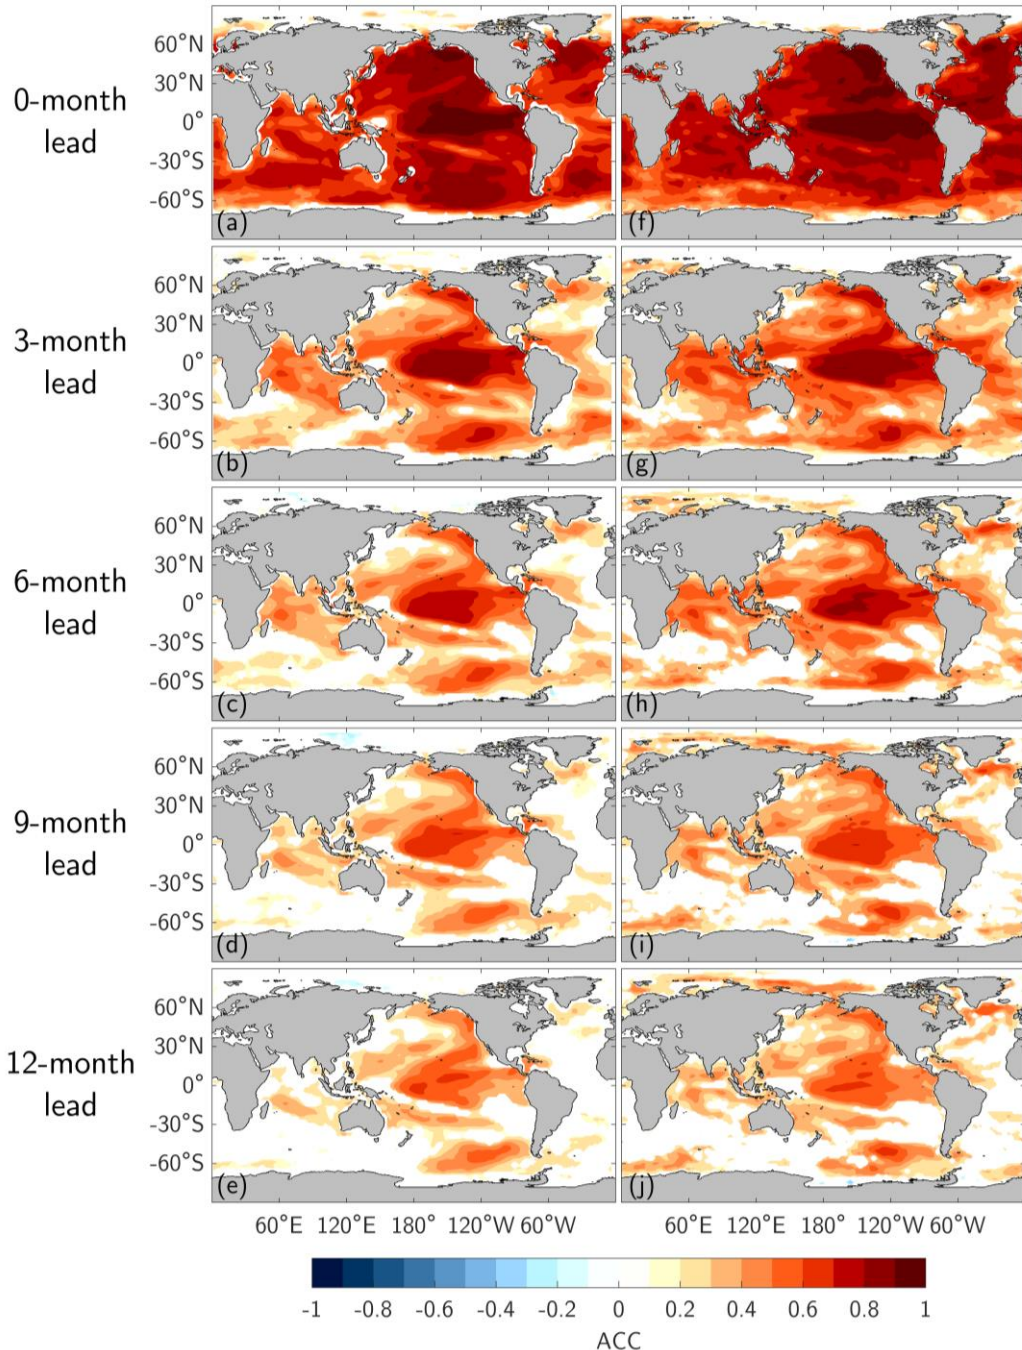 0-month
lead
60°N
30°N
0°
-30°S
-60°S
(a)
(f)
3-month
lead
60°N
30°N
0°
-30°S
-60°S
(b)
(g)
6-month
lead
60°N
30°N
0°
-30°S
-60°S
(c)
(h)
9-month
lead
60°N
30°N
0°
-30°S
-60°S
(d)
(i)
12-month
lead
60°N
30°N
0°
-30°S
-60°S
(e)
(j)
60°E 120°E 180° 120°W 60°W 60°E 120°E 180° 120°W 60°W
-1 -0.8 -0.6 -0.4 -0.2 0 0.2 0.4 0.6 0.8 1
ACC